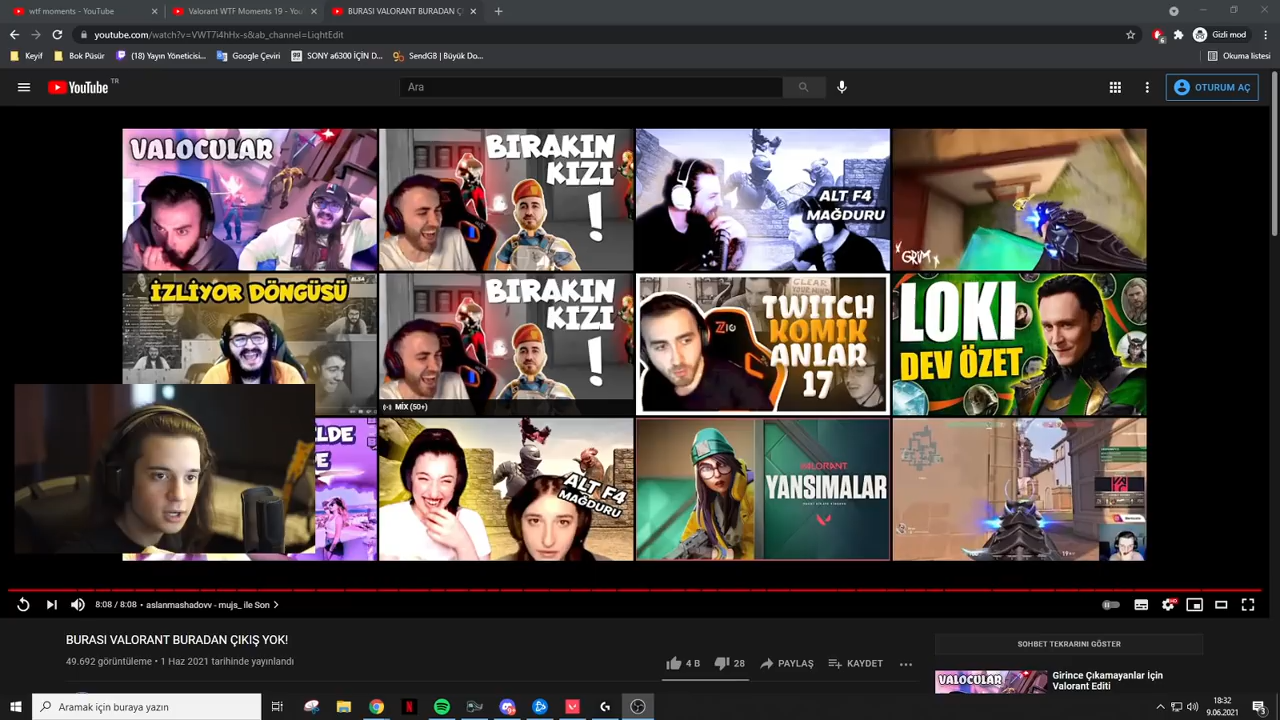 wtf moments - YouTube
Valorant WTF Moments 19 - You
BURASI VALORANT BURADAN Ç
youtube.com/watch?v=VWT7i4hHx-s&ab_channel=LightEdit
Gizli mod
Keyif
Bok Püsür
(18) Yayın Yöneticisi...
Google Çeviri
SONY a6300 İÇİN D...
SendGB | Büyük Do...
Okuma listesi
YouTube TR
Ara
OTURUM AÇ
VALOCULAR
BIRAKIN
KIZI
!
ALT F4
MAĞDURU
GRIM
İZLİYOR DÖNGÜSÜ
BIRAKIN
KIZI
!
MİX (50+)
TWITCH
KOMİK
ANLAR
17
LOKI
DEV ÖZET
ELDE
E
ALT F4
MAĞDURU
VALORANT
YANSIMALAR
8:08 / 8:08 • aslanmashadovv - mujs_ ile Son
BURASI VALORANT BURADAN ÇIKIŞ YOK!
49.692 görüntüleme • 1 Haz 2021 tarihinde yayınlandı
4 B
28
PAYLAŞ
KAYDET
SOHBET TEKRARINI GÖSTER
VALOCULAR
Girince Çıkamayanlar İçin
Valorant Editi
Aramak için buraya yazın
18:32
9.06.2021